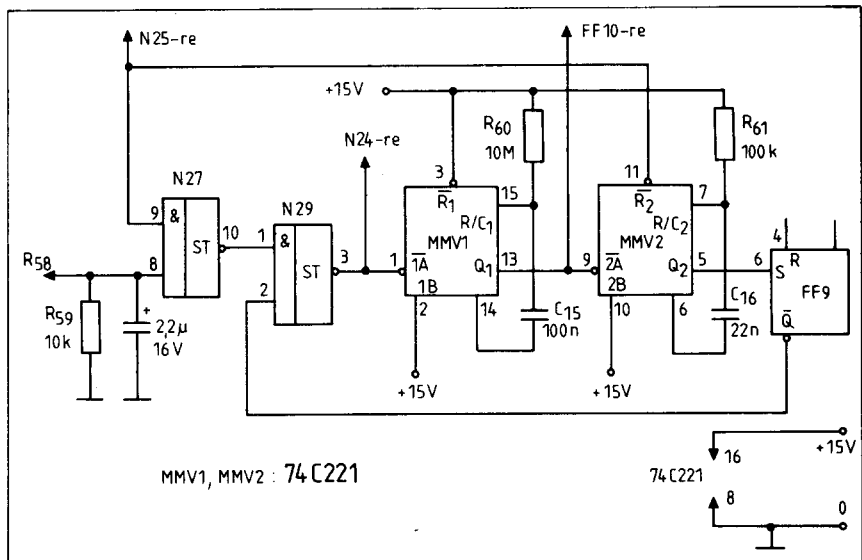 N25-re
FF10-re
+15V
N24-re
R60
10M
R61
100k
N27
N29
3
11
9
&
ST
10
1
&
ST
3
1
R̅1
15
R/C1
MMV1
1A̅
Q1
13
1B
2
14
+15V
C15
100n
9
R̅2
7
R/C2
MMV2
2A̅
Q2
5
2B
10
6
+15V
C16
22n
4
6
S
R
FF9
Q̅
R58
8
2
R59
10k
+
2,2µ
16V
MMV1, MMV2 : 74C221
74C221
16
8
+15V
0